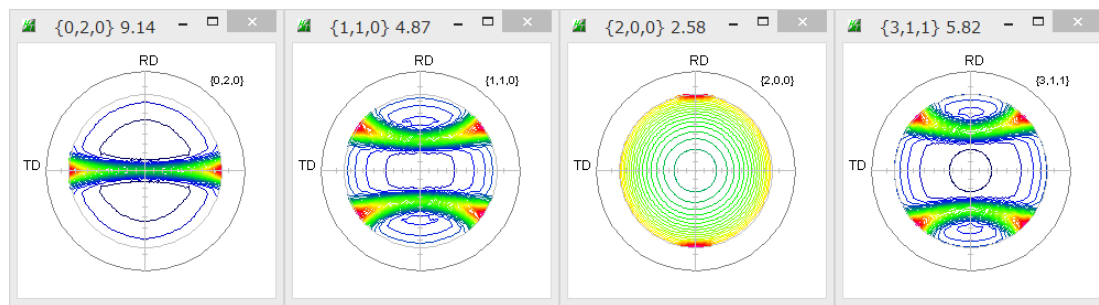 {0,2,0} 9.14
RD
{0,2,0}
TD
{1,1,0} 4.87
RD
{1,1,0}
TD
{2,0,0} 2.58
RD
{2,0,0}
TD
{3,1,1} 5.82
RD
{3,1,1}
TD